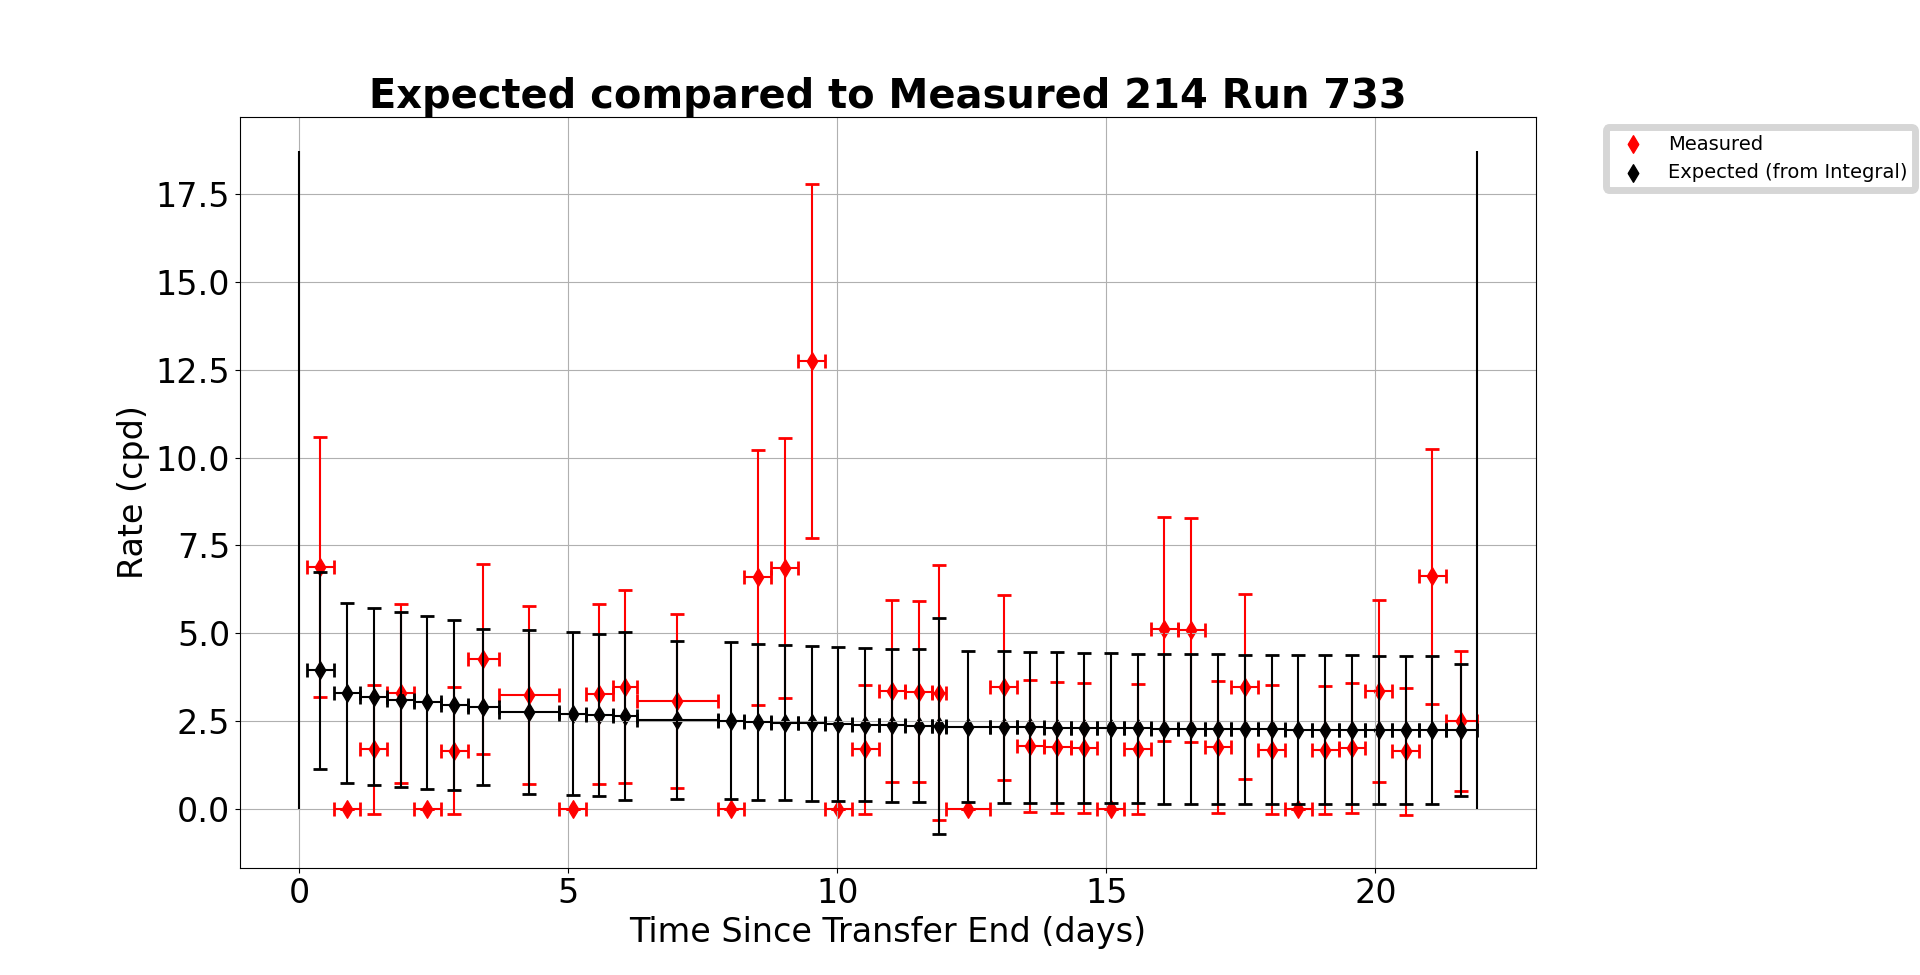 Expected compared to Measured 214 Run 733
Measured
Expected (from Integral)
17.5
15.0
12.5
10.0
7.5
5.0
2.5
0.0
Rate (cpd)
0 5 10 15 20
Time Since Transfer End (days)